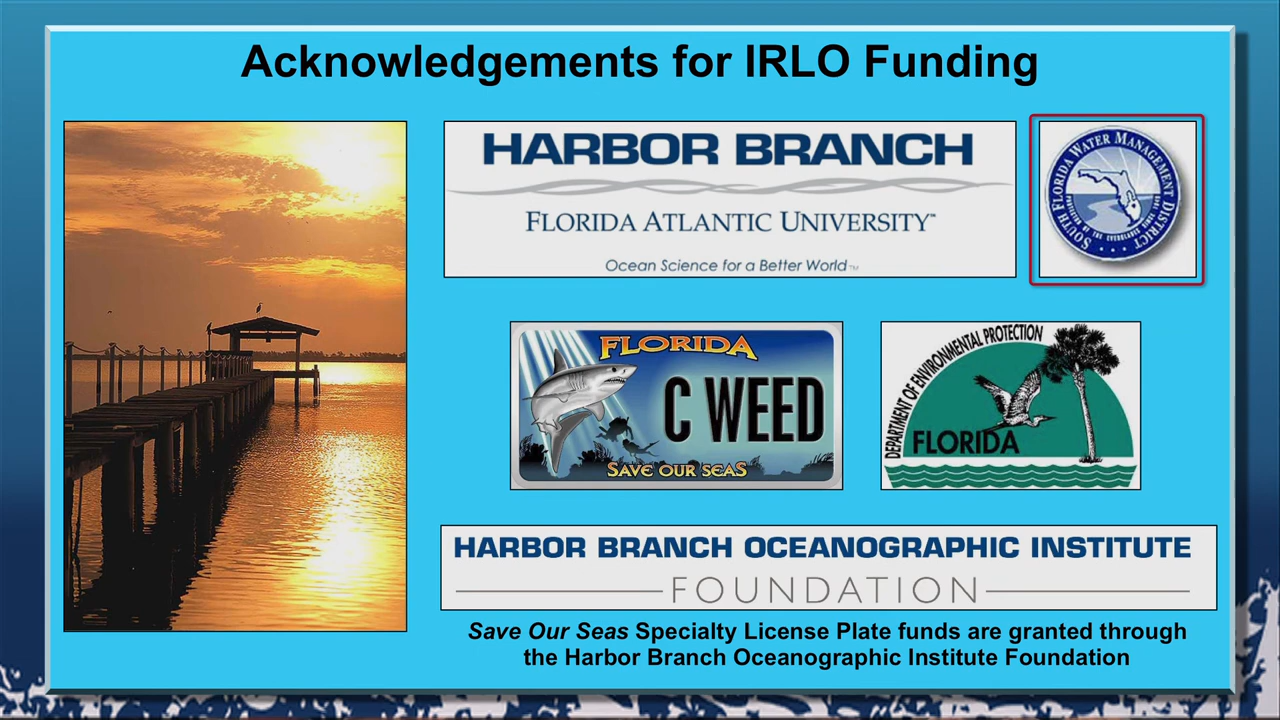 Acknowledgements for IRLO Funding
HARBOR BRANCH
FLORIDA ATLANTIC UNIVERSITY™
Ocean Science for a Better World™
SOUTH FLORIDA WATER MANAGEMENT DISTRICT
FLORIDA
C WEED
SAVE OUR SEAS
DEPARTMENT OF ENVIRONMENTAL PROTECTION
FLORIDA
HARBOR BRANCH OCEANOGRAPHIC INSTITUTE
FOUNDATION
Save Our Seas Specialty License Plate funds are granted through
the Harbor Branch Oceanographic Institute Foundation